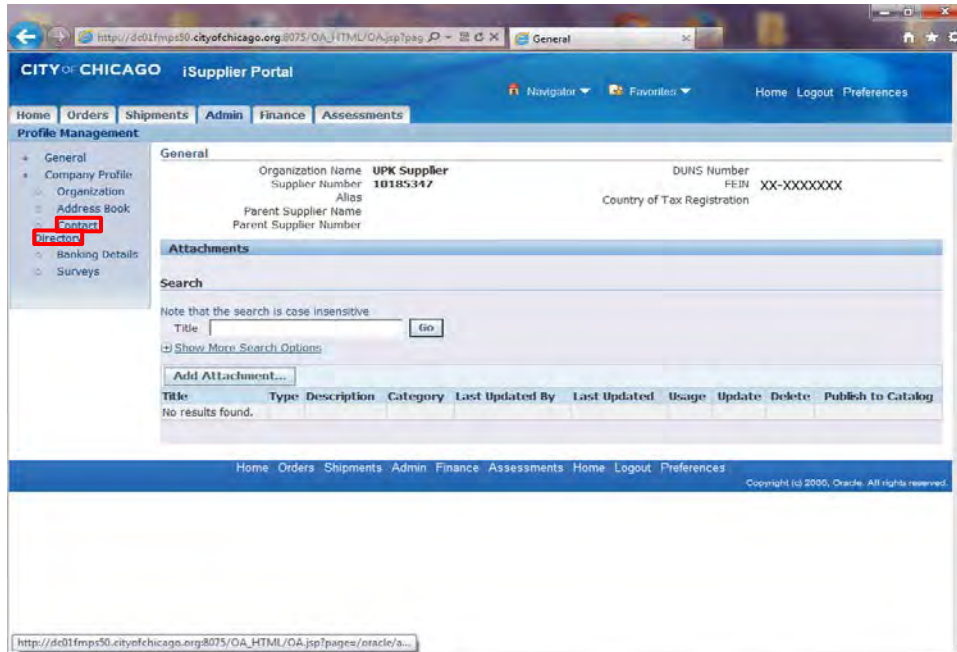 http://dc01fmps50.cityofchicago.org:8075/OA_HTML/OA.jsp?pag
General
CITY OF CHICAGO iSupplier Portal
Navigator Favorites Home Logout Preferences
Home Orders Shipments Admin Finance Assessments
Profile Management
General
Company Profile
Organization
Address Book
Contact
Directory
Banking Details
Surveys
General
Organization Name UPK Supplier
Supplier Number 10185347
Alias
Parent Supplier Name
Parent Supplier Number
DUNS Number
FEIN XX-XXXXXXX
Country of Tax Registration
Attachments
Search
Note that the search is case insensitive
Title Go
Show More Search Options
Add Attachment...
Title Type Description Category Last Updated By Last Updated Usage Update Delete Publish to Catalog
No results found.
Home Orders Shipments Admin Finance Assessments Home Logout Preferences
Copyright (c) 2000, Oracle. All rights reserved.
http://dc01fmps50.cityofchicago.org:8075/OA_HTML/OA.jsp?page=/oracle/a...